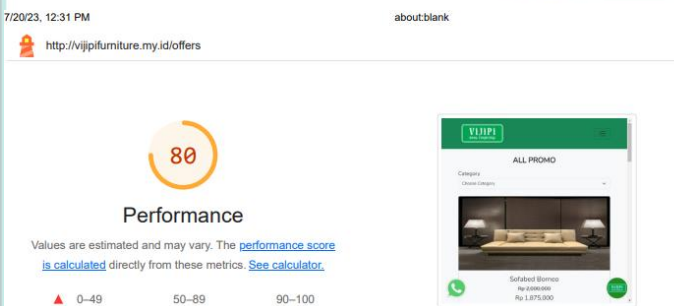 7/20/23, 12:31 PM
about:blank
http://vijipifurniture.my.id/offers
80
Performance
Values are estimated and may vary. The performance score
is calculated directly from these metrics. See calculator.
0–49
50–89
90–100
VIJIPI
ALL PROMO
Category
Choose Category
Sofabed Borneo
Rp 2,000,000
Rp 1,875,000